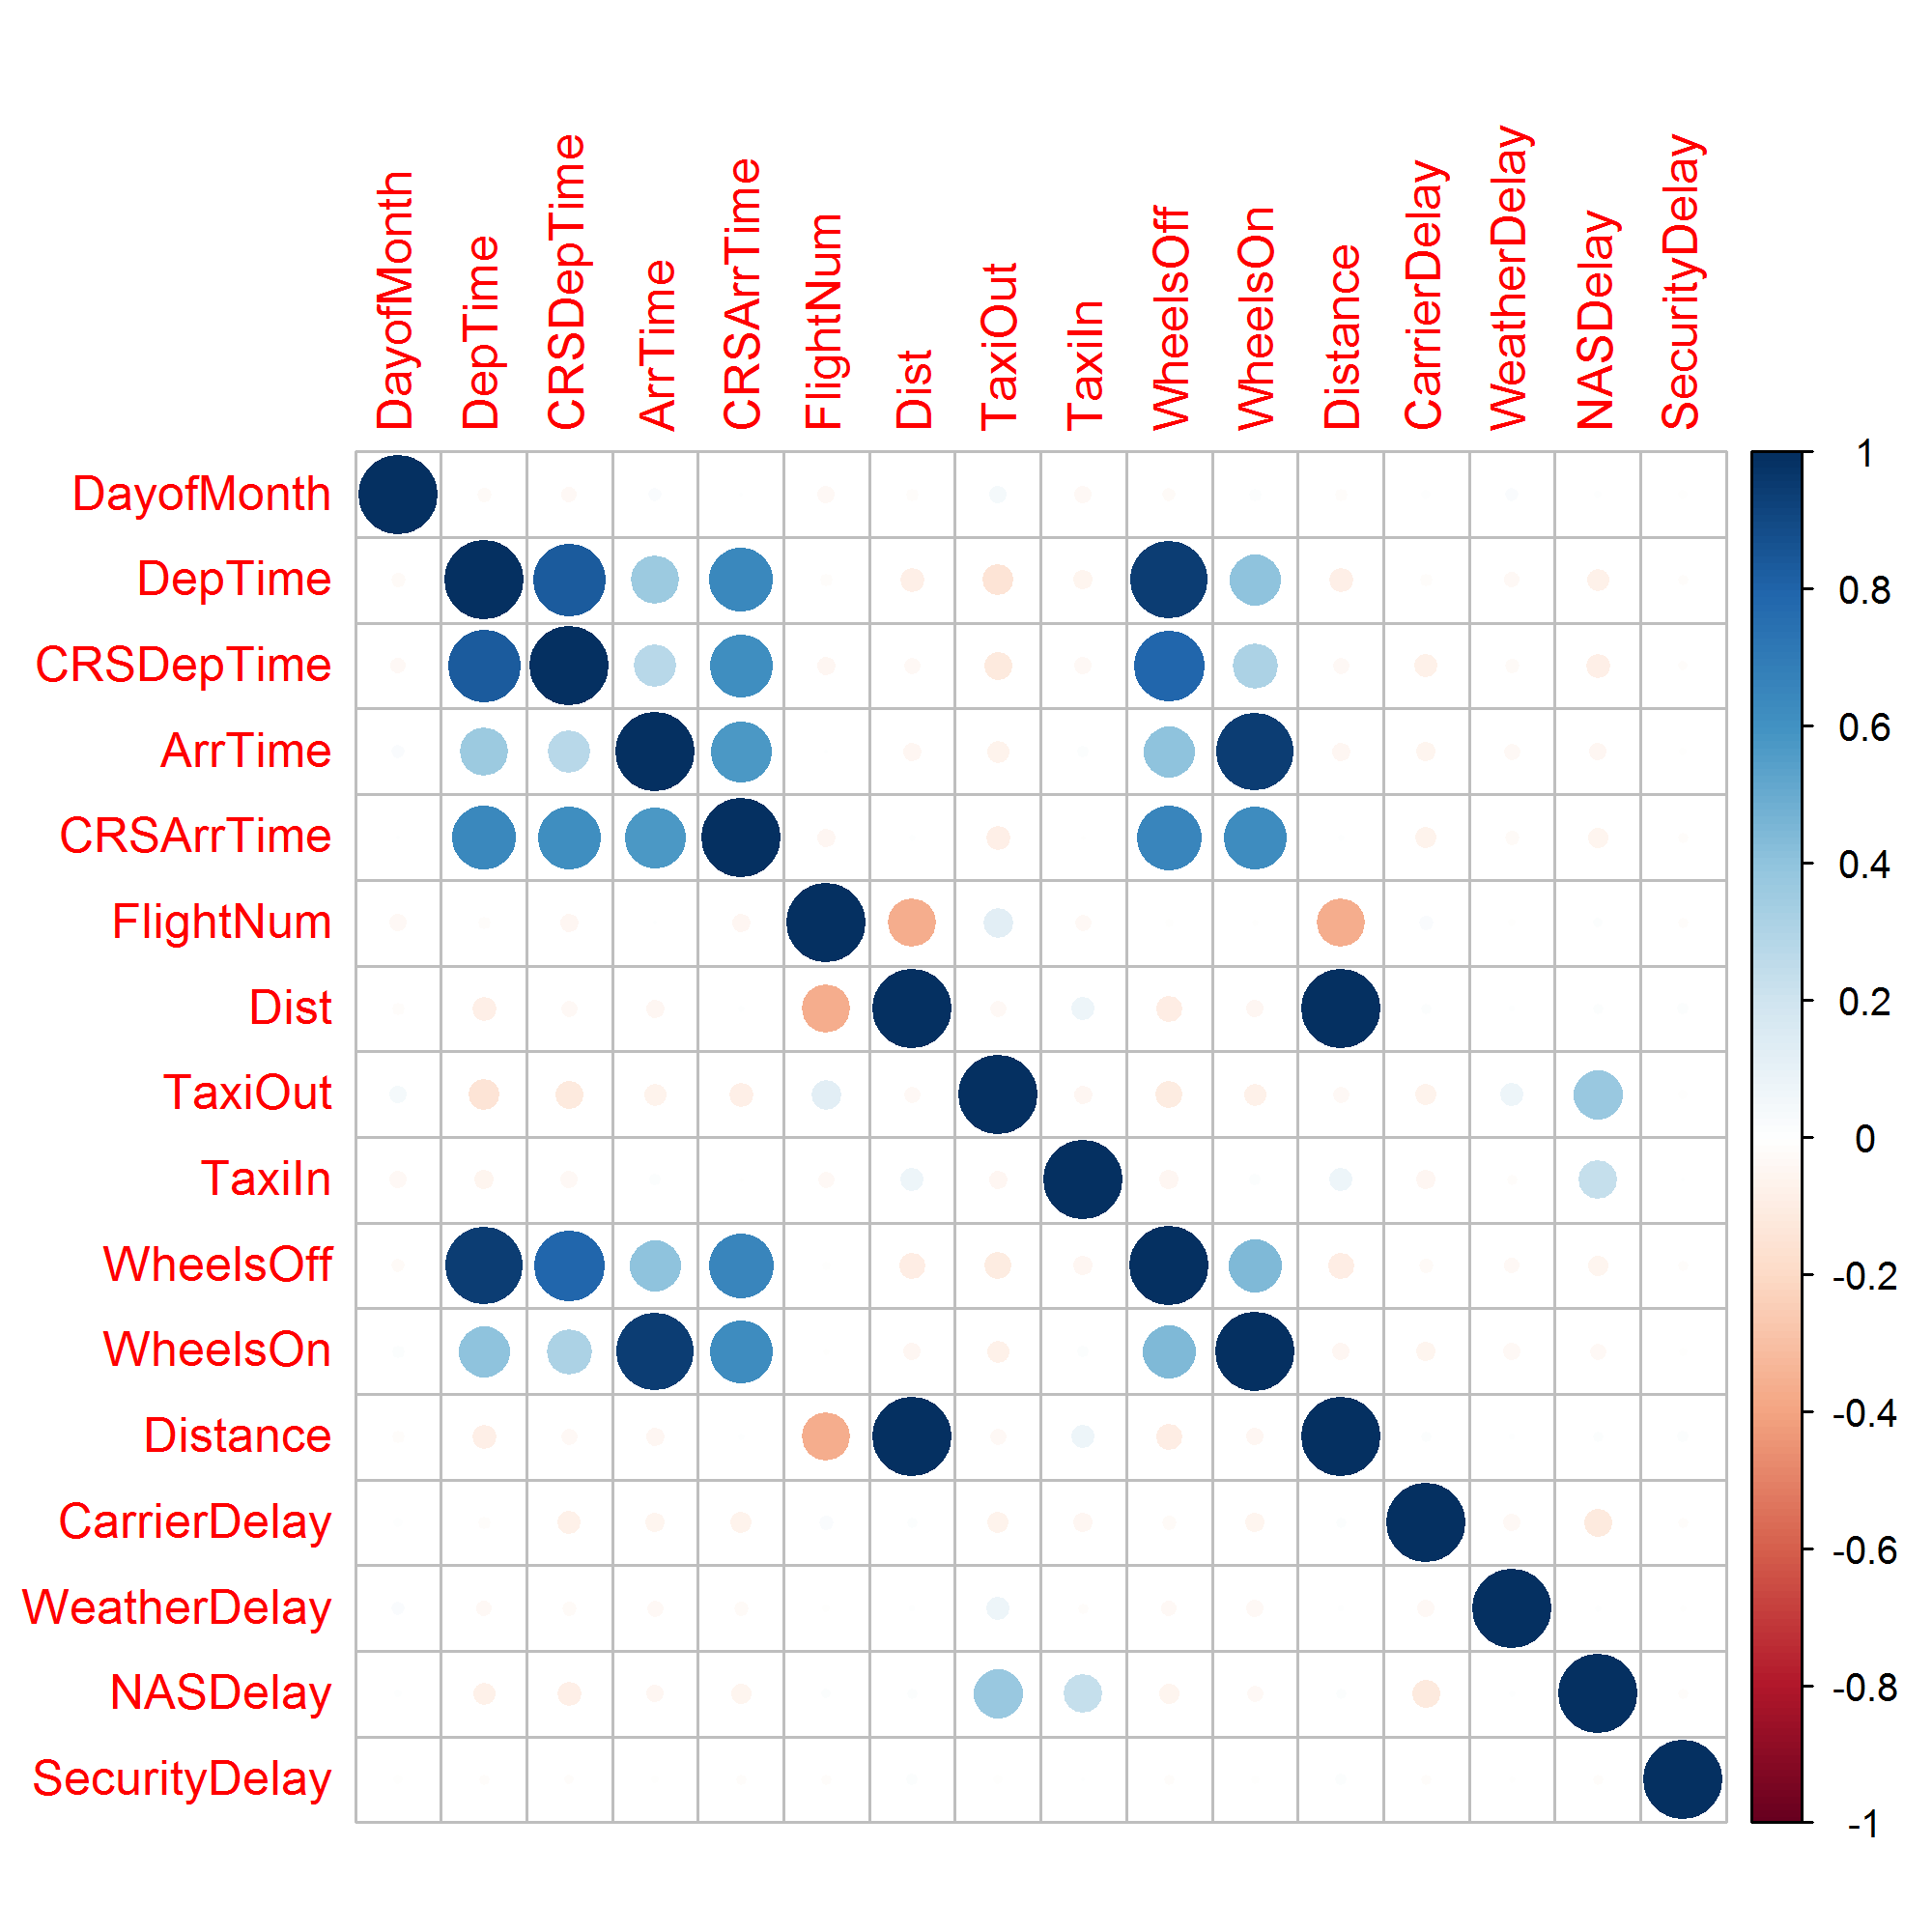 DayofMonth
DepTime
CRSDepTime
ArrTime
CRSArrTime
FlightNum
Dist
TaxiOut
TaxiIn
WheelsOff
WheelsOn
Distance
CarrierDelay
WeatherDelay
NASDelay
SecurityDelay
DayofMonth
DepTime
CRSDepTime
ArrTime
CRSArrTime
FlightNum
Dist
TaxiOut
TaxiIn
WheelsOff
WheelsOn
Distance
CarrierDelay
WeatherDelay
NASDelay
SecurityDelay
1
0.8
0.6
0.4
0.2
0
-0.2
-0.4
-0.6
-0.8
-1